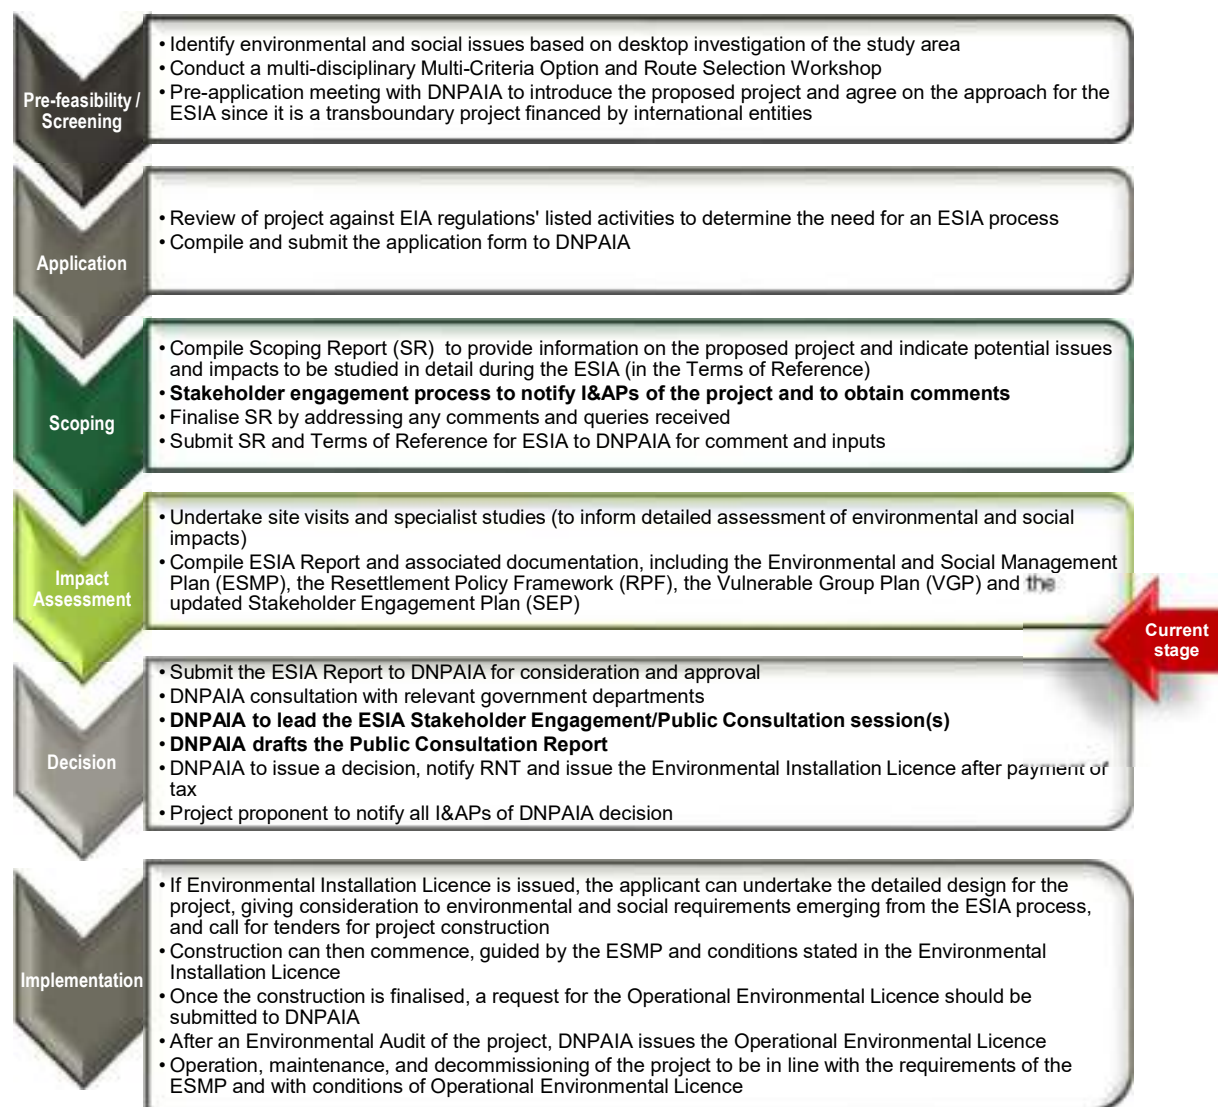 Pre-feasibility /
Screening
• Identify environmental and social issues based on desktop investigation of the study area
• Conduct a multi-disciplinary Multi-Criteria Option and Route Selection Workshop
• Pre-application meeting with DNPAIA to introduce the proposed project and agree on the approach for the
ESIA since it is a transboundary project financed by international entities
Application
• Review of project against EIA regulations' listed activities to determine the need for an ESIA process
• Compile and submit the application form to DNPAIA
Scoping
• Compile Scoping Report (SR) to provide information on the proposed project and indicate potential issues
and impacts to be studied in detail during the ESIA (in the Terms of Reference)
• Stakeholder engagement process to notify I&APs of the project and to obtain comments
• Finalise SR by addressing any comments and queries received
• Submit SR and Terms of Reference for ESIA to DNPAIA for comment and inputs
Impact
Assessment
• Undertake site visits and specialist studies (to inform detailed assessment of environmental and social
impacts)
• Compile ESIA Report and associated documentation, including the Environmental and Social Management
Plan (ESMP), the Resettlement Policy Framework (RPF), the Vulnerable Group Plan (VGP) and the
updated Stakeholder Engagement Plan (SEP)
Current
stage
Decision
• Submit the ESIA Report to DNPAIA for consideration and approval
• DNPAIA consultation with relevant government departments
• DNPAIA to lead the ESIA Stakeholder Engagement/Public Consultation session(s)
• DNPAIA drafts the Public Consultation Report
• DNPAIA to issue a decision, notify RNT and issue the Environmental Installation Licence after payment of
tax
• Project proponent to notify all I&APs of DNPAIA decision
Implementation
• If Environmental Installation Licence is issued, the applicant can undertake the detailed design for the
project, giving consideration to environmental and social requirements emerging from the ESIA process,
and call for tenders for project construction
• Construction can then commence, guided by the ESMP and conditions stated in the Environmental
Installation Licence
• Once the construction is finalised, a request for the Operational Environmental Licence should be
submitted to DNPAIA
• After an Environmental Audit of the project, DNPAIA issues the Operational Environmental Licence
• Operation, maintenance, and decommissioning of the project to be in line with the requirements of the
ESMP and with conditions of Operational Environmental Licence